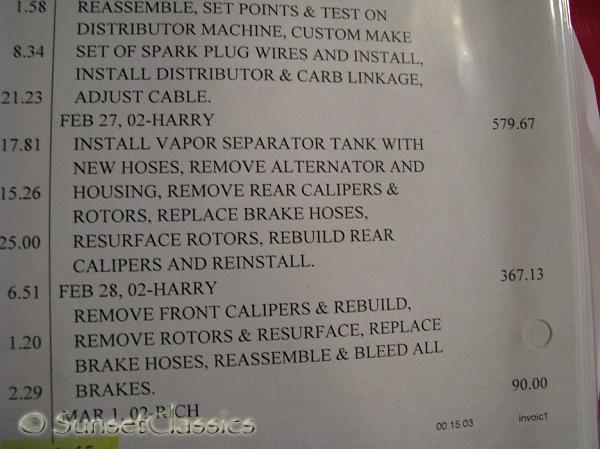 1.58 REASSEMBLE, SET POINTS & TEST ON
DISTRIBUTOR MACHINE, CUSTOM MAKE
8.34 SET OF SPARK PLUG WIRES AND INSTALL,
INSTALL DISTRIBUTOR & CARB LINKAGE,
21.23 ADJUST CABLE.
FEB 27, 02-HARRY 579.67
17.81 INSTALL VAPOR SEPARATOR TANK WITH
NEW HOSES, REMOVE ALTERNATOR AND
15.26 HOUSING, REMOVE REAR CALIPERS &
ROTORS, REPLACE BRAKE HOSES,
25.00 RESURFACE ROTORS, REBUILD REAR
CALIPERS AND REINSTALL.
6.51 FEB 28, 02-HARRY 367.13
REMOVE FRONT CALIPERS & REBUILD,
1.20 REMOVE ROTORS & RESURFACE, REPLACE
BRAKE HOSES, REASSEMBLE & BLEED ALL
2.29 BRAKES. 90.00
MAR 1, 02-RICH
00.15.03 invoic1
© SunsetClassics